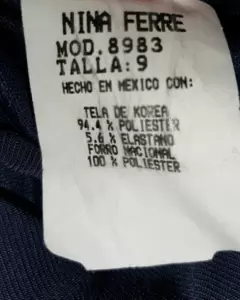 NINA FERRE
MOD.8983
TALLA:9
HECHO EN MEXICO CON:
TELA DE KOREA
94.4 % POLIESTER
5.6 % ELASTANO
FORRO NACIONAL
100 % POLIESTER